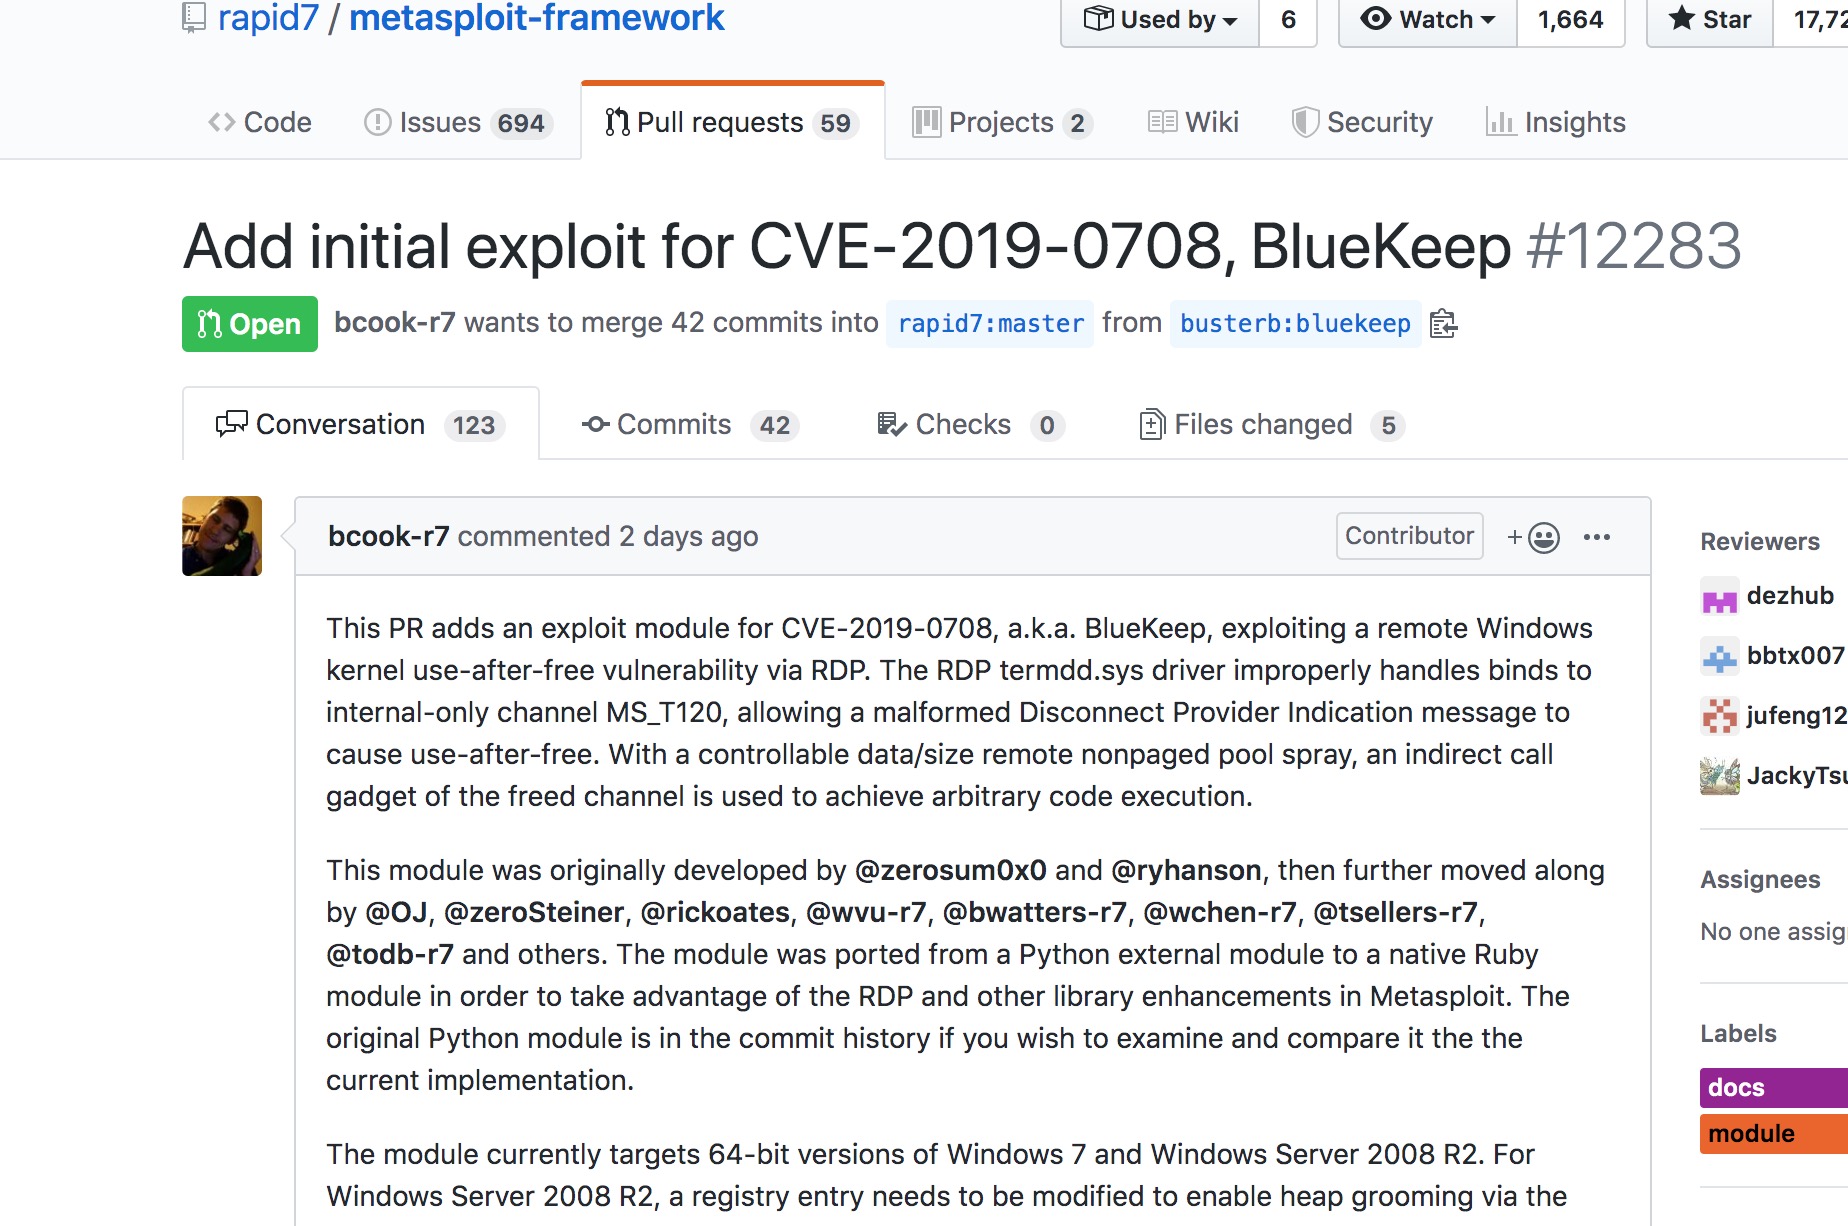 rapid7 / metasploit-framework
Used by 6
Watch 1,664
Star 17,72
Code
Issues 694
Pull requests 59
Projects 2
Wiki
Security
Insights
Add initial exploit for CVE-2019-0708, BlueKeep #12283
Open bcook-r7 wants to merge 42 commits into rapid7:master from busterb:bluekeep
Conversation 123
Commits 42
Checks 0
Files changed 5
bcook-r7 commented 2 days ago
Contributor
This PR adds an exploit module for CVE-2019-0708, a.k.a. BlueKeep, exploiting a remote Windows
kernel use-after-free vulnerability via RDP. The RDP termdd.sys driver improperly handles binds to
internal-only channel MS_T120, allowing a malformed Disconnect Provider Indication message to
cause use-after-free. With a controllable data/size remote nonpaged pool spray, an indirect call
gadget of the freed channel is used to achieve arbitrary code execution.
This module was originally developed by @zerosum0x0 and @ryhanson, then further moved along
by @OJ, @zeroSteiner, @rickoates, @wvu-r7, @bwatters-r7, @wchen-r7, @tsellers-r7,
@todb-r7 and others. The module was ported from a Python external module to a native Ruby
module in order to take advantage of the RDP and other library enhancements in Metasploit. The
original Python module is in the commit history if you wish to examine and compare it the the
current implementation.
The module currently targets 64-bit versions of Windows 7 and Windows Server 2008 R2. For
Windows Server 2008 R2, a registry entry needs to be modified to enable heap grooming via the
Reviewers
dezhub
bbtx007
jufeng12
JackyTsu
Assignees
No one assig
Labels
docs
module